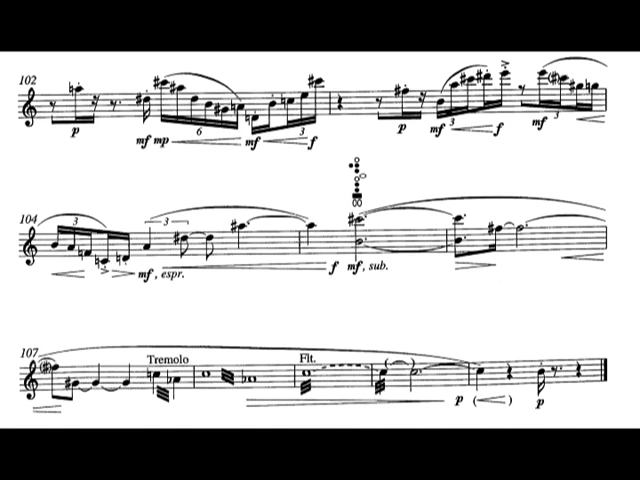 102
p mf mp 6 mf 3 f p mf 3 f mf 3
104
3 3
mf, espr. f mf, sub.
107
Tremolo Flt.
p ( ) p